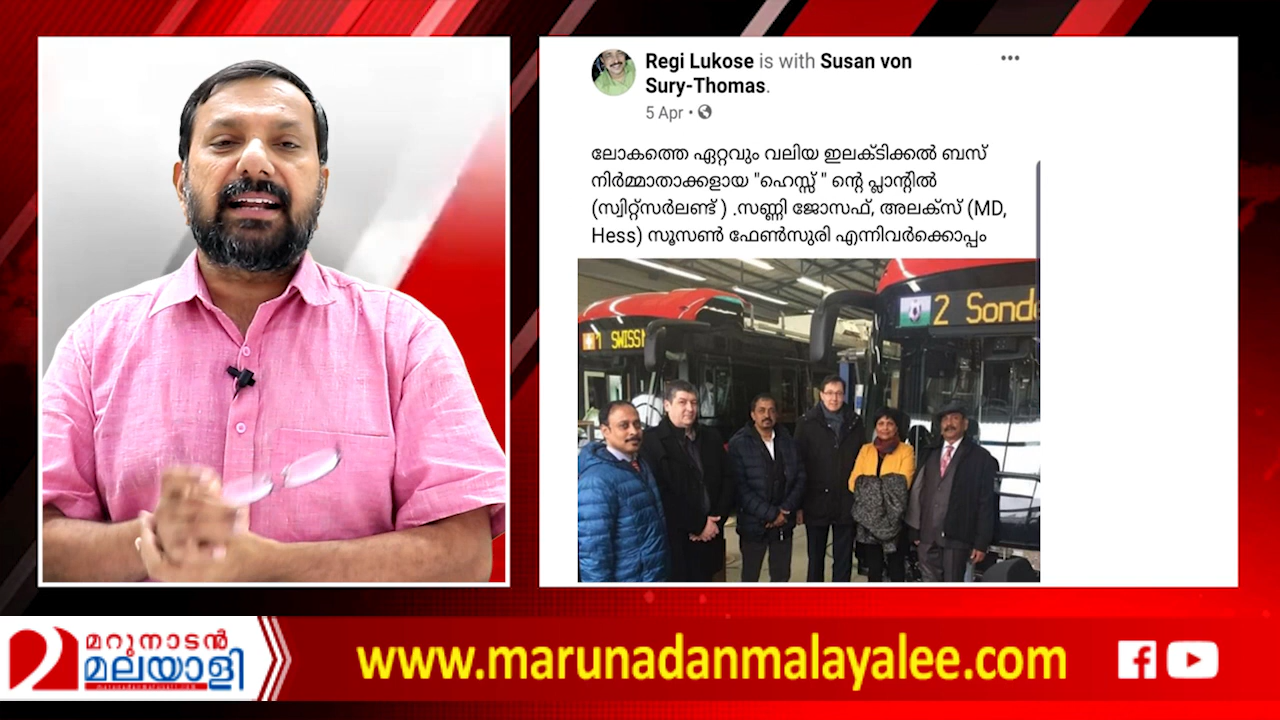 Regi Lukose is with Susan von
Sury-Thomas.
5 Apr •
ലോകത്തെ ഏറ്റവും വലിയ ഇലക്ടിക്കൽ ബസ്
നിർമ്മാതാക്കളായ "ഹെസ്സ് " ന്റെ പ്ലാന്റിൽ
(സ്വിറ്റ്സർലണ്ട് ) .സണ്ണി ജോസഫ്, അലക്സ് (MD,
Hess) സൂസൺ ഫേൺസുരി എന്നിവർക്കൊപ്പം
2 Sond
മറുനാടൻ
മലയാളി
www.marunadanmalayalee.com